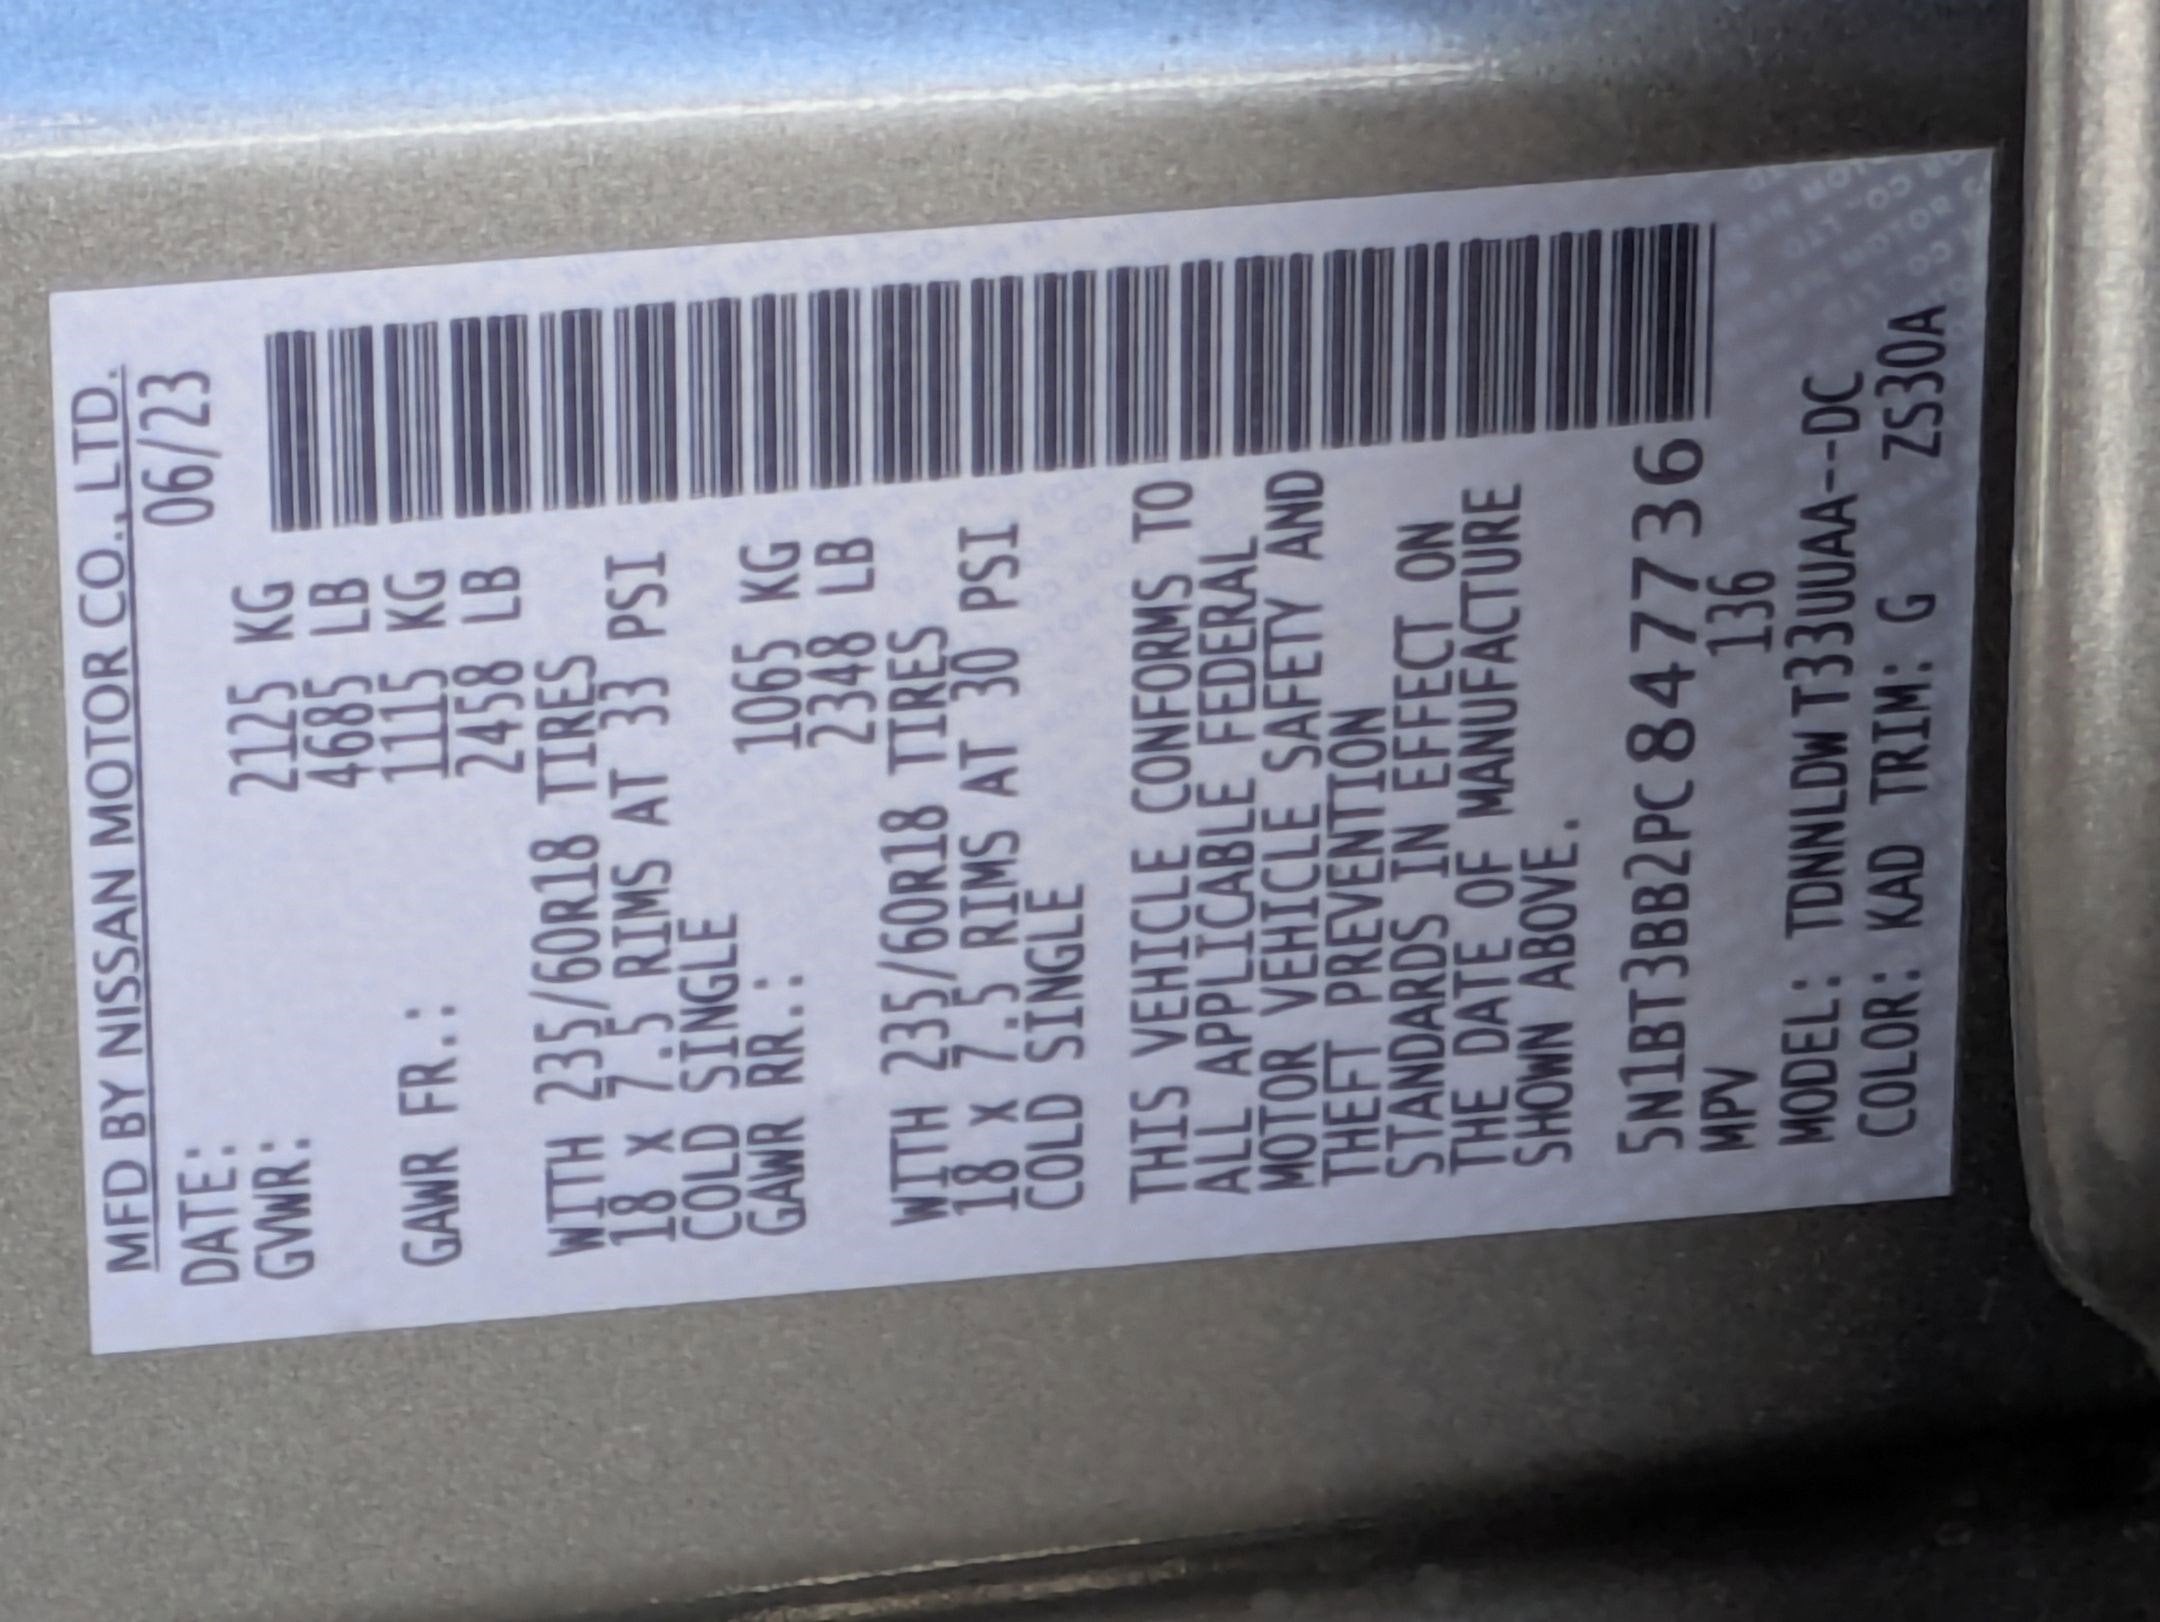 MFD BY NISSAN MOTOR CO., LTD.
DATE: 06/23
GVWR: 2125 KG
4685 LB
GAWR FR.: 1115 KG
2458 LB
WITH 235/60R18 TIRES
18 X 7.5 RIMS AT 33 PSI
COLD SINGLE
GAWR RR.: 1065 KG
2348 LB
WITH 235/60R18 TIRES
18 X 7.5 RIMS AT 30 PSI
COLD SINGLE
THIS VEHICLE CONFORMS TO
ALL APPLICABLE FEDERAL
MOTOR VEHICLE SAFETY AND
THEFT PREVENTION
STANDARDS IN EFFECT ON
THE DATE OF MANUFACTURE
SHOWN ABOVE.
5N1BT3BB2PC847736
MPV 136
MODEL: TDNNLDW T33UUAA--DC
COLOR: KAD TRIM: G ZS30A